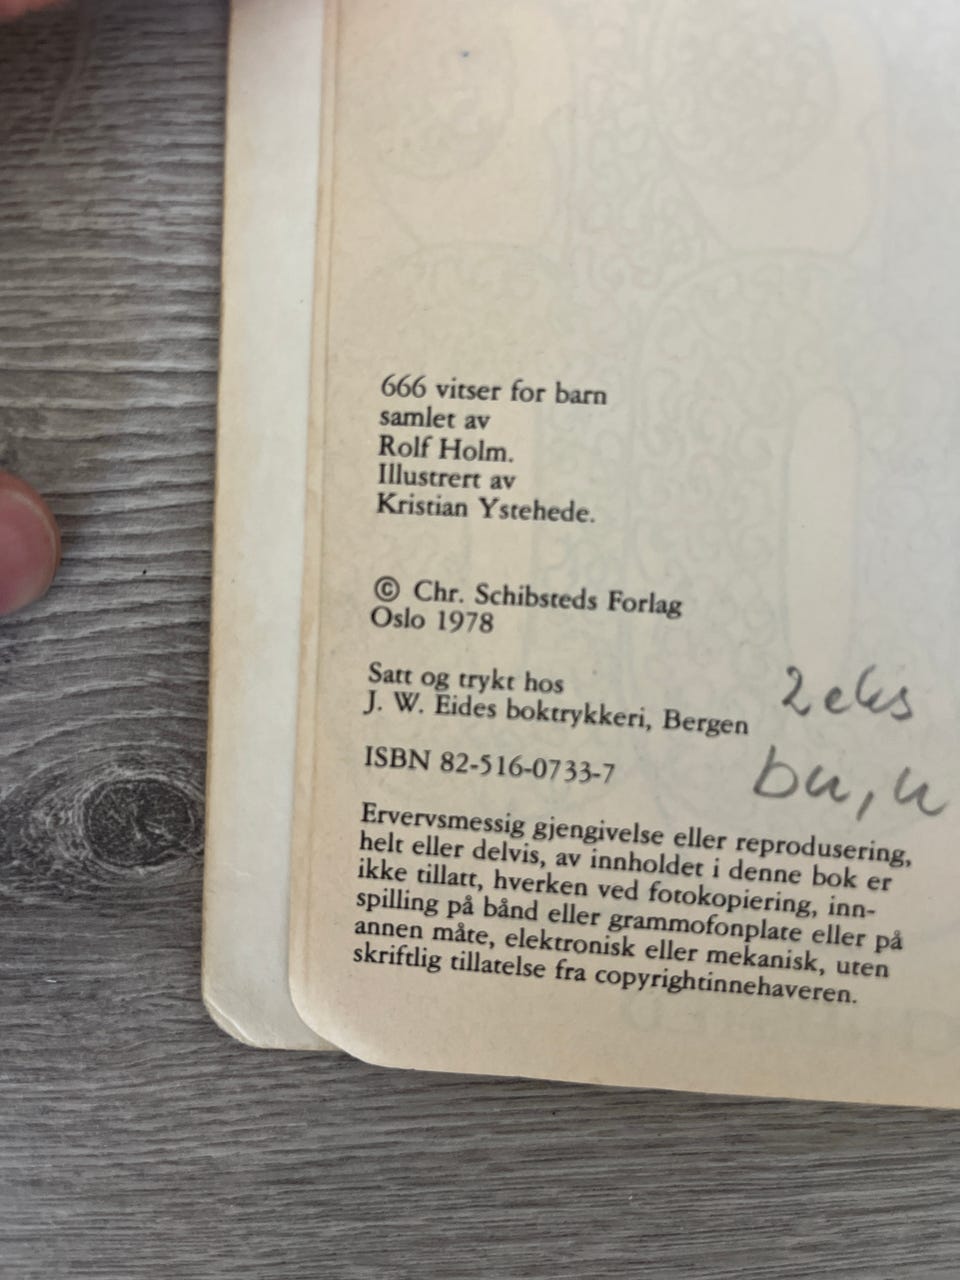 666 vitser for barn
samlet av
Rolf Holm.
Illustrert av
Kristian Ystehede.
© Chr. Schibsteds Forlag
Oslo 1978
Satt og trykt hos
J. W. Eides boktrykkeri, Bergen
2 eks
bu, u
ISBN 82-516-0733-7
Ervervsmessig gjengivelse eller reprodusering,
helt eller delvis, av innholdet i denne bok er
ikke tillatt, hverken ved fotokopiering, inn-
spilling på bånd eller grammofonplate eller på
annen måte, elektronisk eller mekanisk, uten
skriftlig tillatelse fra copyrightinnehaveren.